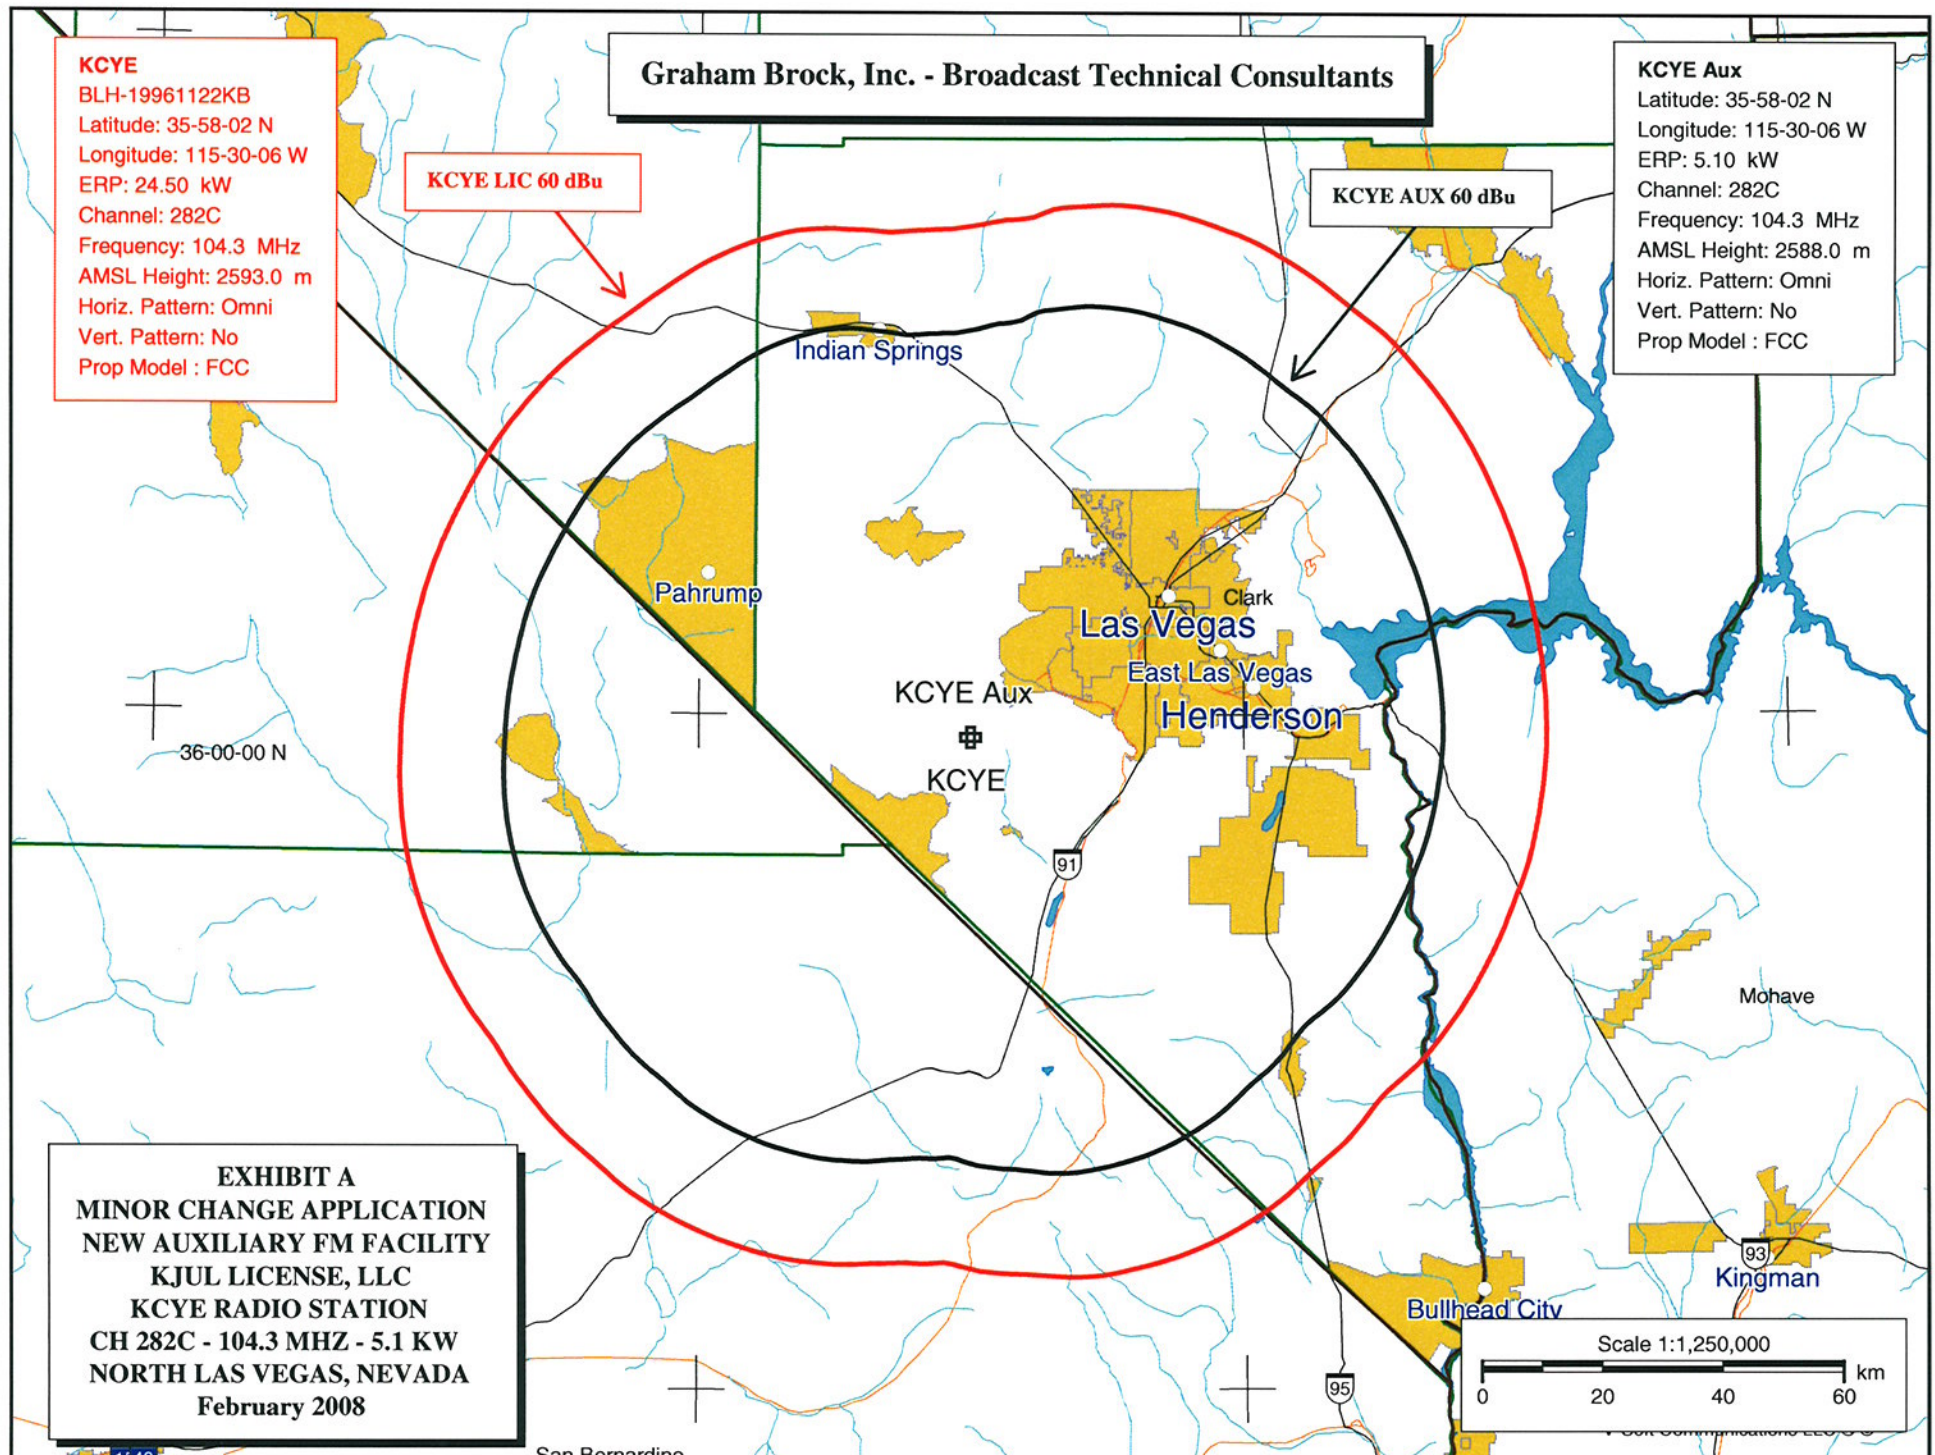 Graham Brock, Inc. - Broadcast Technical Consultants
KCYE
BLH-19961122KB
Latitude: 35-58-02 N
Longitude: 115-30-06 W
ERP: 24.50 kW
Channel: 282C
Frequency: 104.3 MHz
AMSL Height: 2593.0 m
Horiz. Pattern: Omni
Vert. Pattern: No
Prop Model : FCC
KCYE Aux
Latitude: 35-58-02 N
Longitude: 115-30-06 W
ERP: 5.10 kW
Channel: 282C
Frequency: 104.3 MHz
AMSL Height: 2588.0 m
Horiz. Pattern: Omni
Vert. Pattern: No
Prop Model : FCC
KCYE LIC 60 dBu
KCYE AUX 60 dBu
Indian Springs
Pahrump
Clark
Las Vegas
East Las Vegas
KCYE Aux
Henderson
36-00-00 N
KCYE
91
Mohave
EXHIBIT A
MINOR CHANGE APPLICATION
NEW AUXILIARY FM FACILITY
KJUL LICENSE, LLC
KCYE RADIO STATION
CH 282C - 104.3 MHZ - 5.1 KW
NORTH LAS VEGAS, NEVADA
February 2008
93
Kingman
Bullhead City
Scale 1:1,250,000
km
0 20 40 60
95
San Bernardino